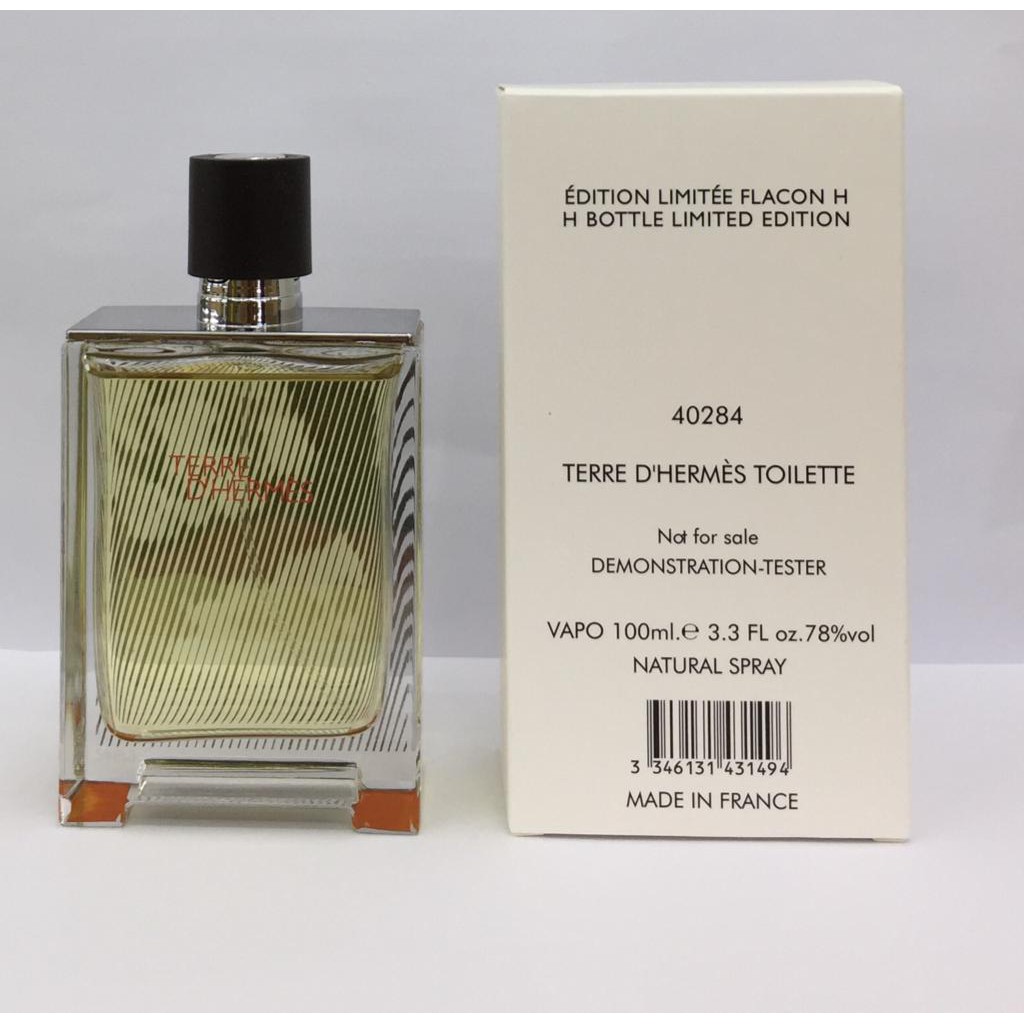 TERRE
D'HERMÈS
ÉDITION LIMITÉE FLACON H
H BOTTLE LIMITED EDITION
40284
TERRE D'HERMÈS TOILETTE
Not for sale
DEMONSTRATION-TESTER
VAPO 100ml.℮ 3.3 FL oz.78%vol
NATURAL SPRAY
3 346131 431494
MADE IN FRANCE